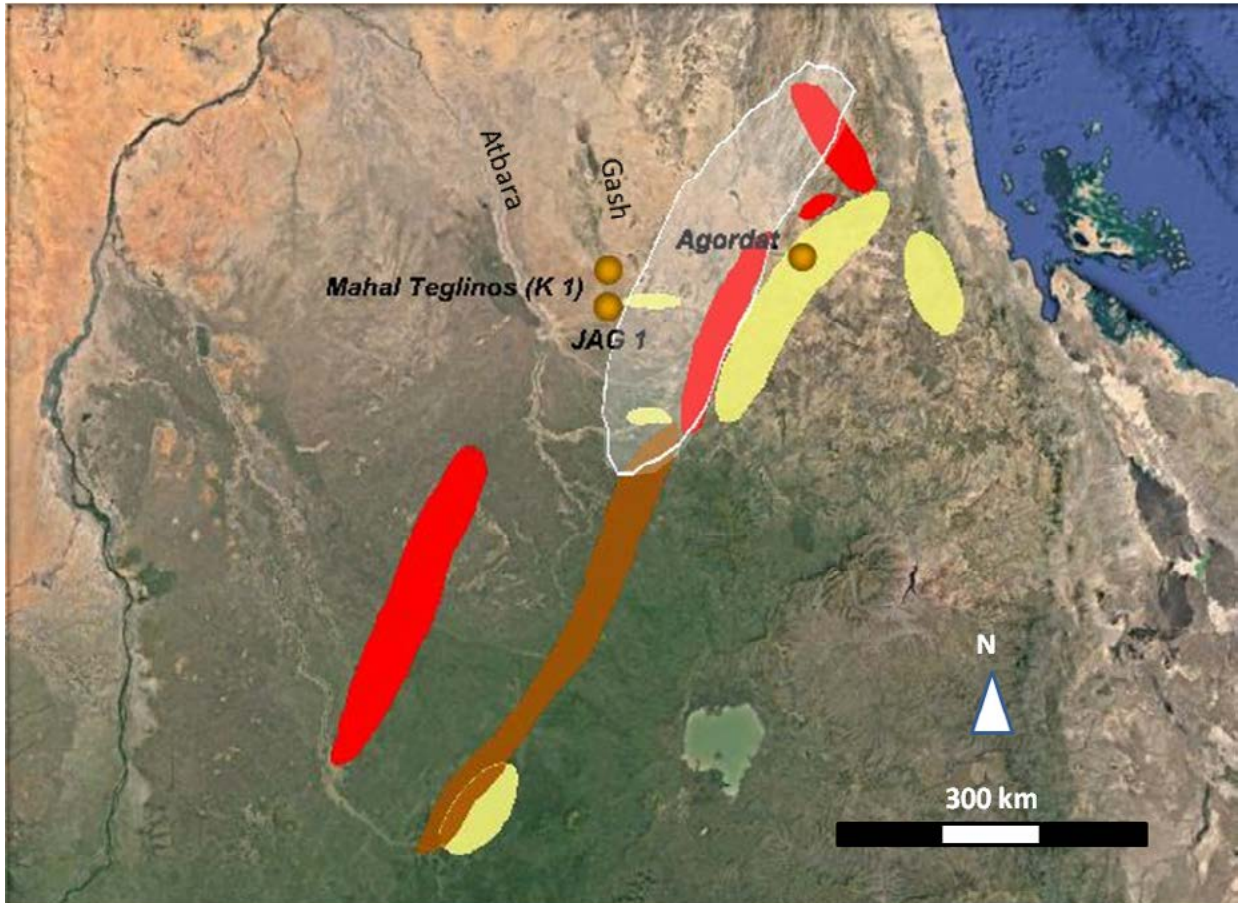 Atbara
Gash
Agordat
Mahal Teglinos (K 1)
JAG 1
N
300 km